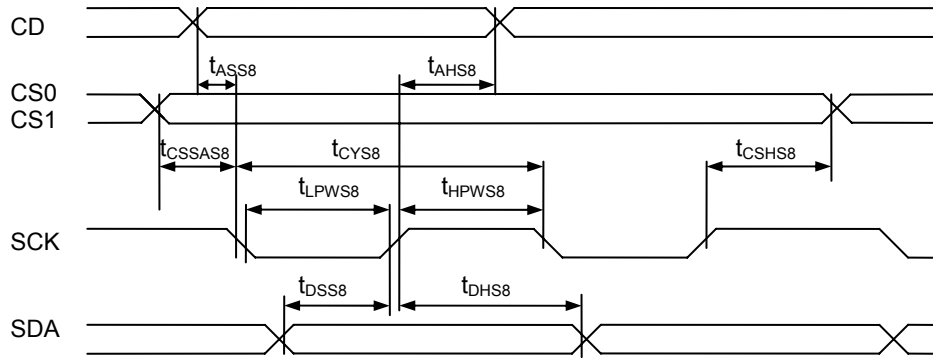 CD
tASS8 tAHS8
CS0
CS1
tCSSAS8 tCYS8 tCSHS8
tLPWS8 tHPWS8
SCK
tDSS8 tDHS8
SDA